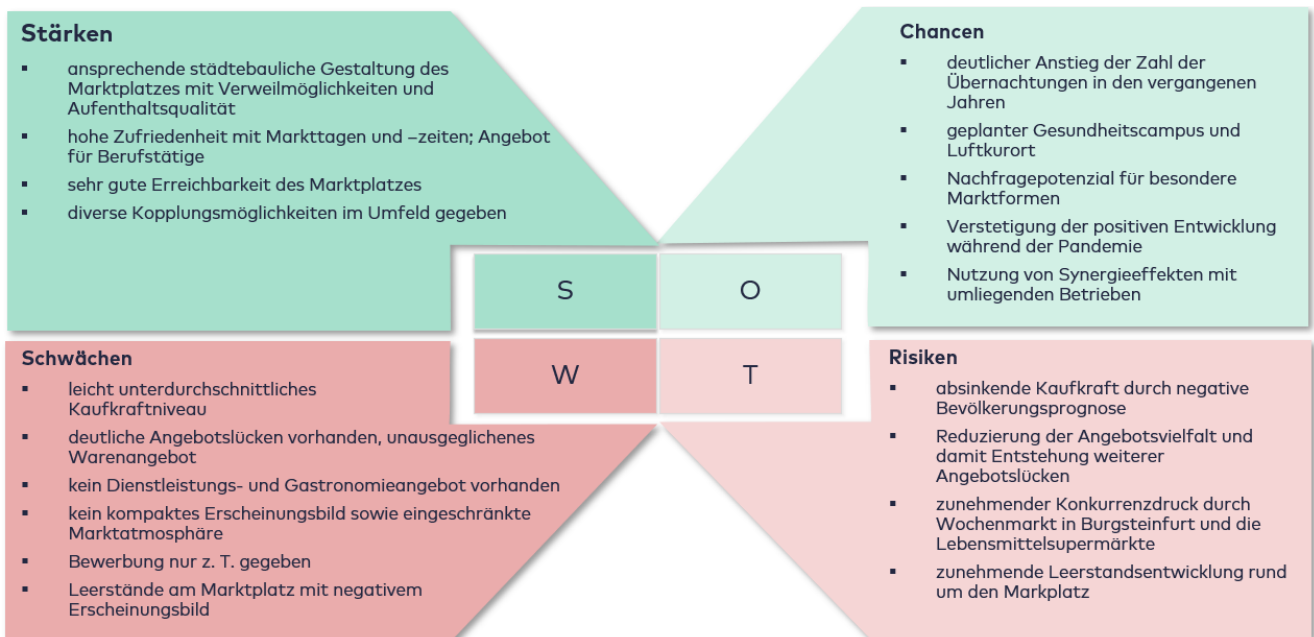 Stärken
▪ ansprechende städtebauliche Gestaltung des
Marktplatzes mit Verweilmöglichkeiten und
Aufenthaltsqualität
▪ hohe Zufriedenheit mit Markttagen und –zeiten; Angebot
für Berufstätige
▪ sehr gute Erreichbarkeit des Marktplatzes
▪ diverse Kopplungsmöglichkeiten im Umfeld gegeben
Chancen
▪ deutlicher Anstieg der Zahl der
Übernachtungen in den vergangenen
Jahren
▪ geplanter Gesundheitscampus und
Luftkurort
▪ Nachfragepotenzial für besondere
Marktformen
▪ Verstetigung der positiven Entwicklung
während der Pandemie
▪ Nutzung von Synergieeffekten mit
umliegenden Betrieben
S
O
W
T
Schwächen
▪ leicht unterdurchschnittliches
Kaufkraftniveau
▪ deutliche Angebotslücken vorhanden, unausgeglichenes
Warenangebot
▪ kein Dienstleistungs- und Gastronomieangebot vorhanden
▪ kein kompaktes Erscheinungsbild sowie eingeschränkte
Marktatmosphäre
▪ Bewerbung nur z. T. gegeben
▪ Leerstände am Marktplatz mit negativem
Erscheinungsbild
Risiken
▪ absinkende Kaufkraft durch negative
Bevölkerungsprognose
▪ Reduzierung der Angebotsvielfalt und
damit Entstehung weiterer
Angebotslücken
▪ zunehmender Konkurrenzdruck durch
Wochenmarkt in Burgsteinfurt und die
Lebensmittelsupermärkte
▪ zunehmende Leerstandsentwicklung rund
um den Markplatz